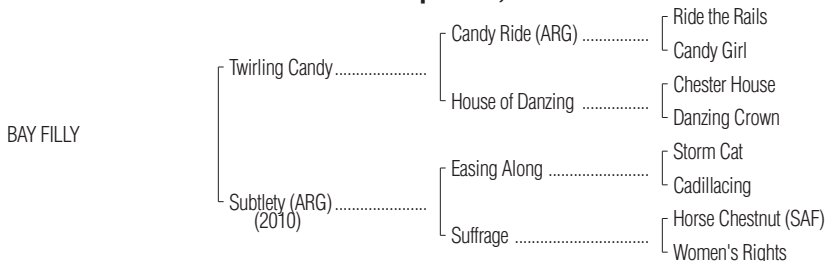 Ride the Rails
Candy Ride (ARG) ................
Candy Girl
Twirling Candy ......................
Chester House
House of Danzing ................
Danzing Crown
BAY FILLY
Storm Cat
Easing Along ........................
Cadillacing
Subtlety (ARG) ......................
(2010)
Horse Chestnut (SAF)
Suffrage ................................
Women's Rights